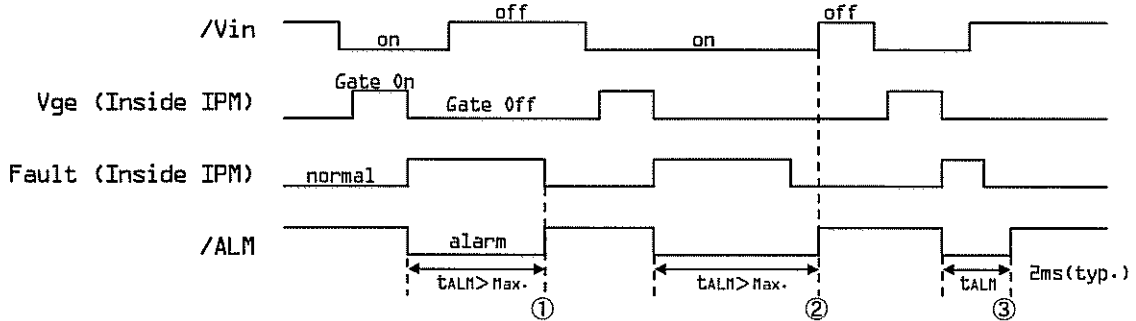 /Vin
on
off
on
off
Vge (Inside IPM)
Gate On
Gate Off
Fault (Inside IPM)
normal
/ALM
alarm
tALM> Max.
tALM> Max.
tALM
2ms(typ.)
①
②
③